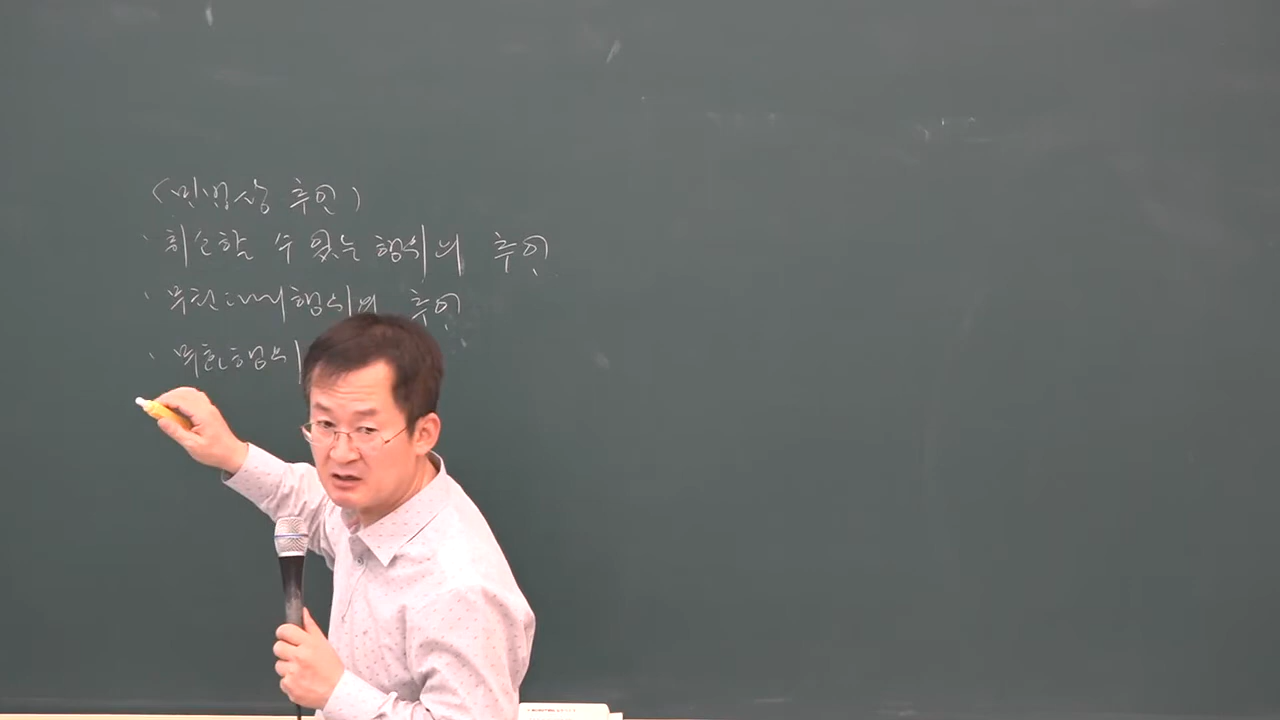 <민법상 추인>
· 취소할 수 있는 행위의 추인
· 무권대리행위의 추인
· 무효행위